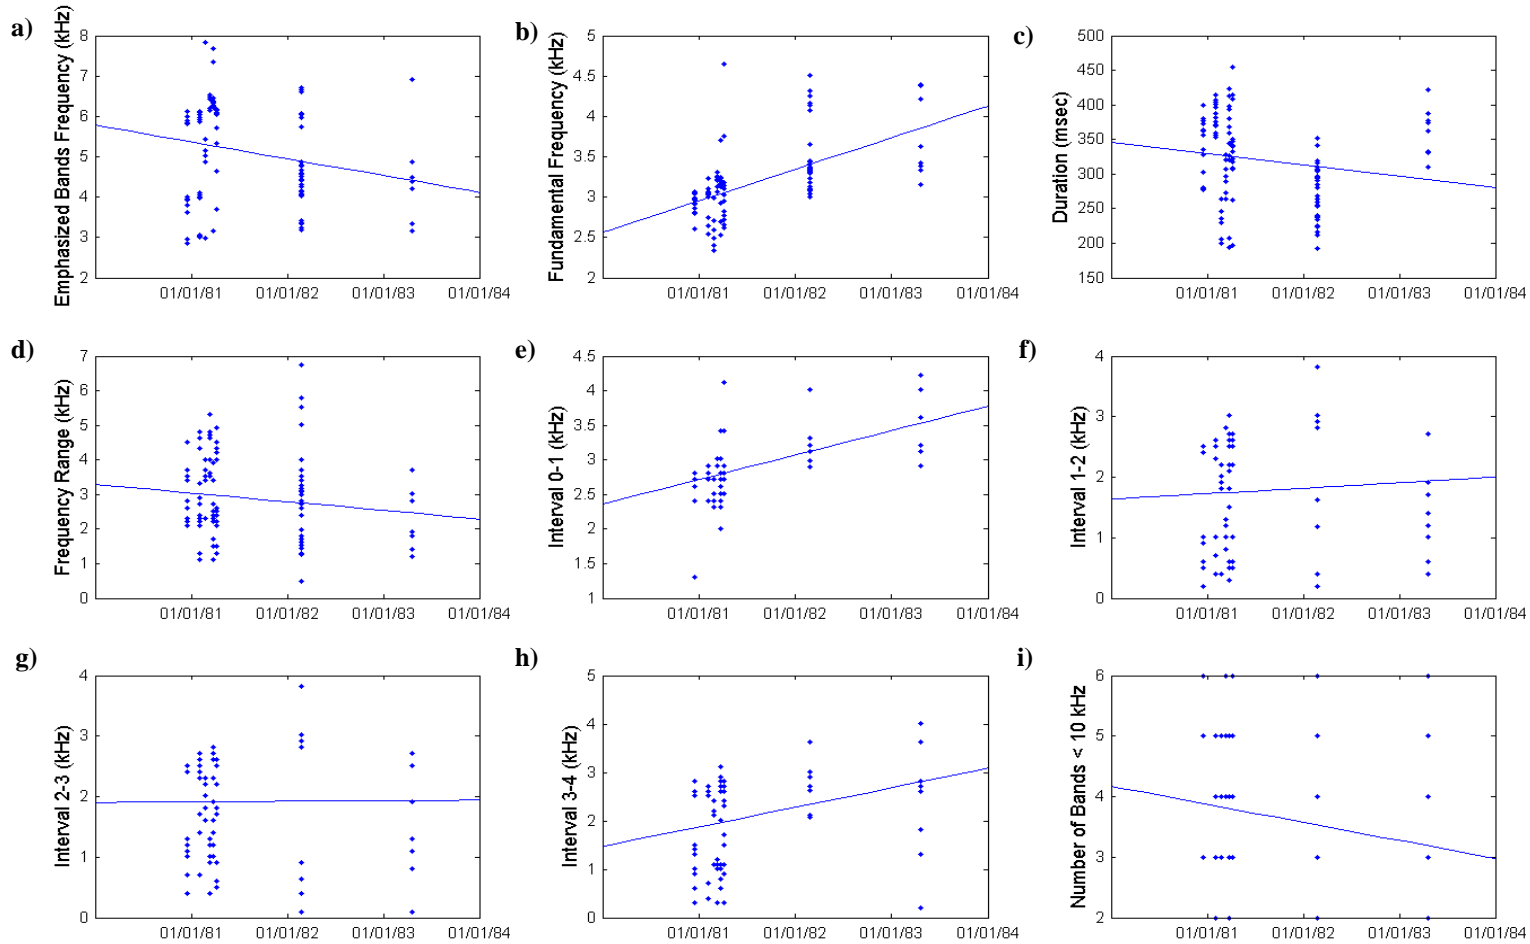 a)
Emphasized Bands Frequency (kHz)
8
7
6
5
4
3
2
01/01/81 01/01/82 01/01/83 01/01/84
b)
Fundamental Frequency (kHz)
5
4.5
4
3.5
3
2.5
2
01/01/81 01/01/82 01/01/83 01/01/84
c)
Duration (msec)
500
450
400
350
300
250
200
150
01/01/81 01/01/82 01/01/83 01/01/84
d)
Frequency Range (kHz)
7
6
5
4
3
2
1
0
01/01/81 01/01/82 01/01/83 01/01/84
e)
Interval 0-1 (kHz)
4.5
4
3.5
3
2.5
2
1.5
1
01/01/81 01/01/82 01/01/83 01/01/84
f)
Interval 1-2 (kHz)
4
3
2
1
0
01/01/81 01/01/82 01/01/83 01/01/84
g)
Interval 2-3 (kHz)
4
3
2
1
0
01/01/81 01/01/82 01/01/83 01/01/84
h)
Interval 3-4 (kHz)
5
4
3
2
1
0
01/01/81 01/01/82 01/01/83 01/01/84
i)
Number of Bands < 10 kHz
6
5
4
3
2
01/01/81 01/01/82 01/01/83 01/01/84